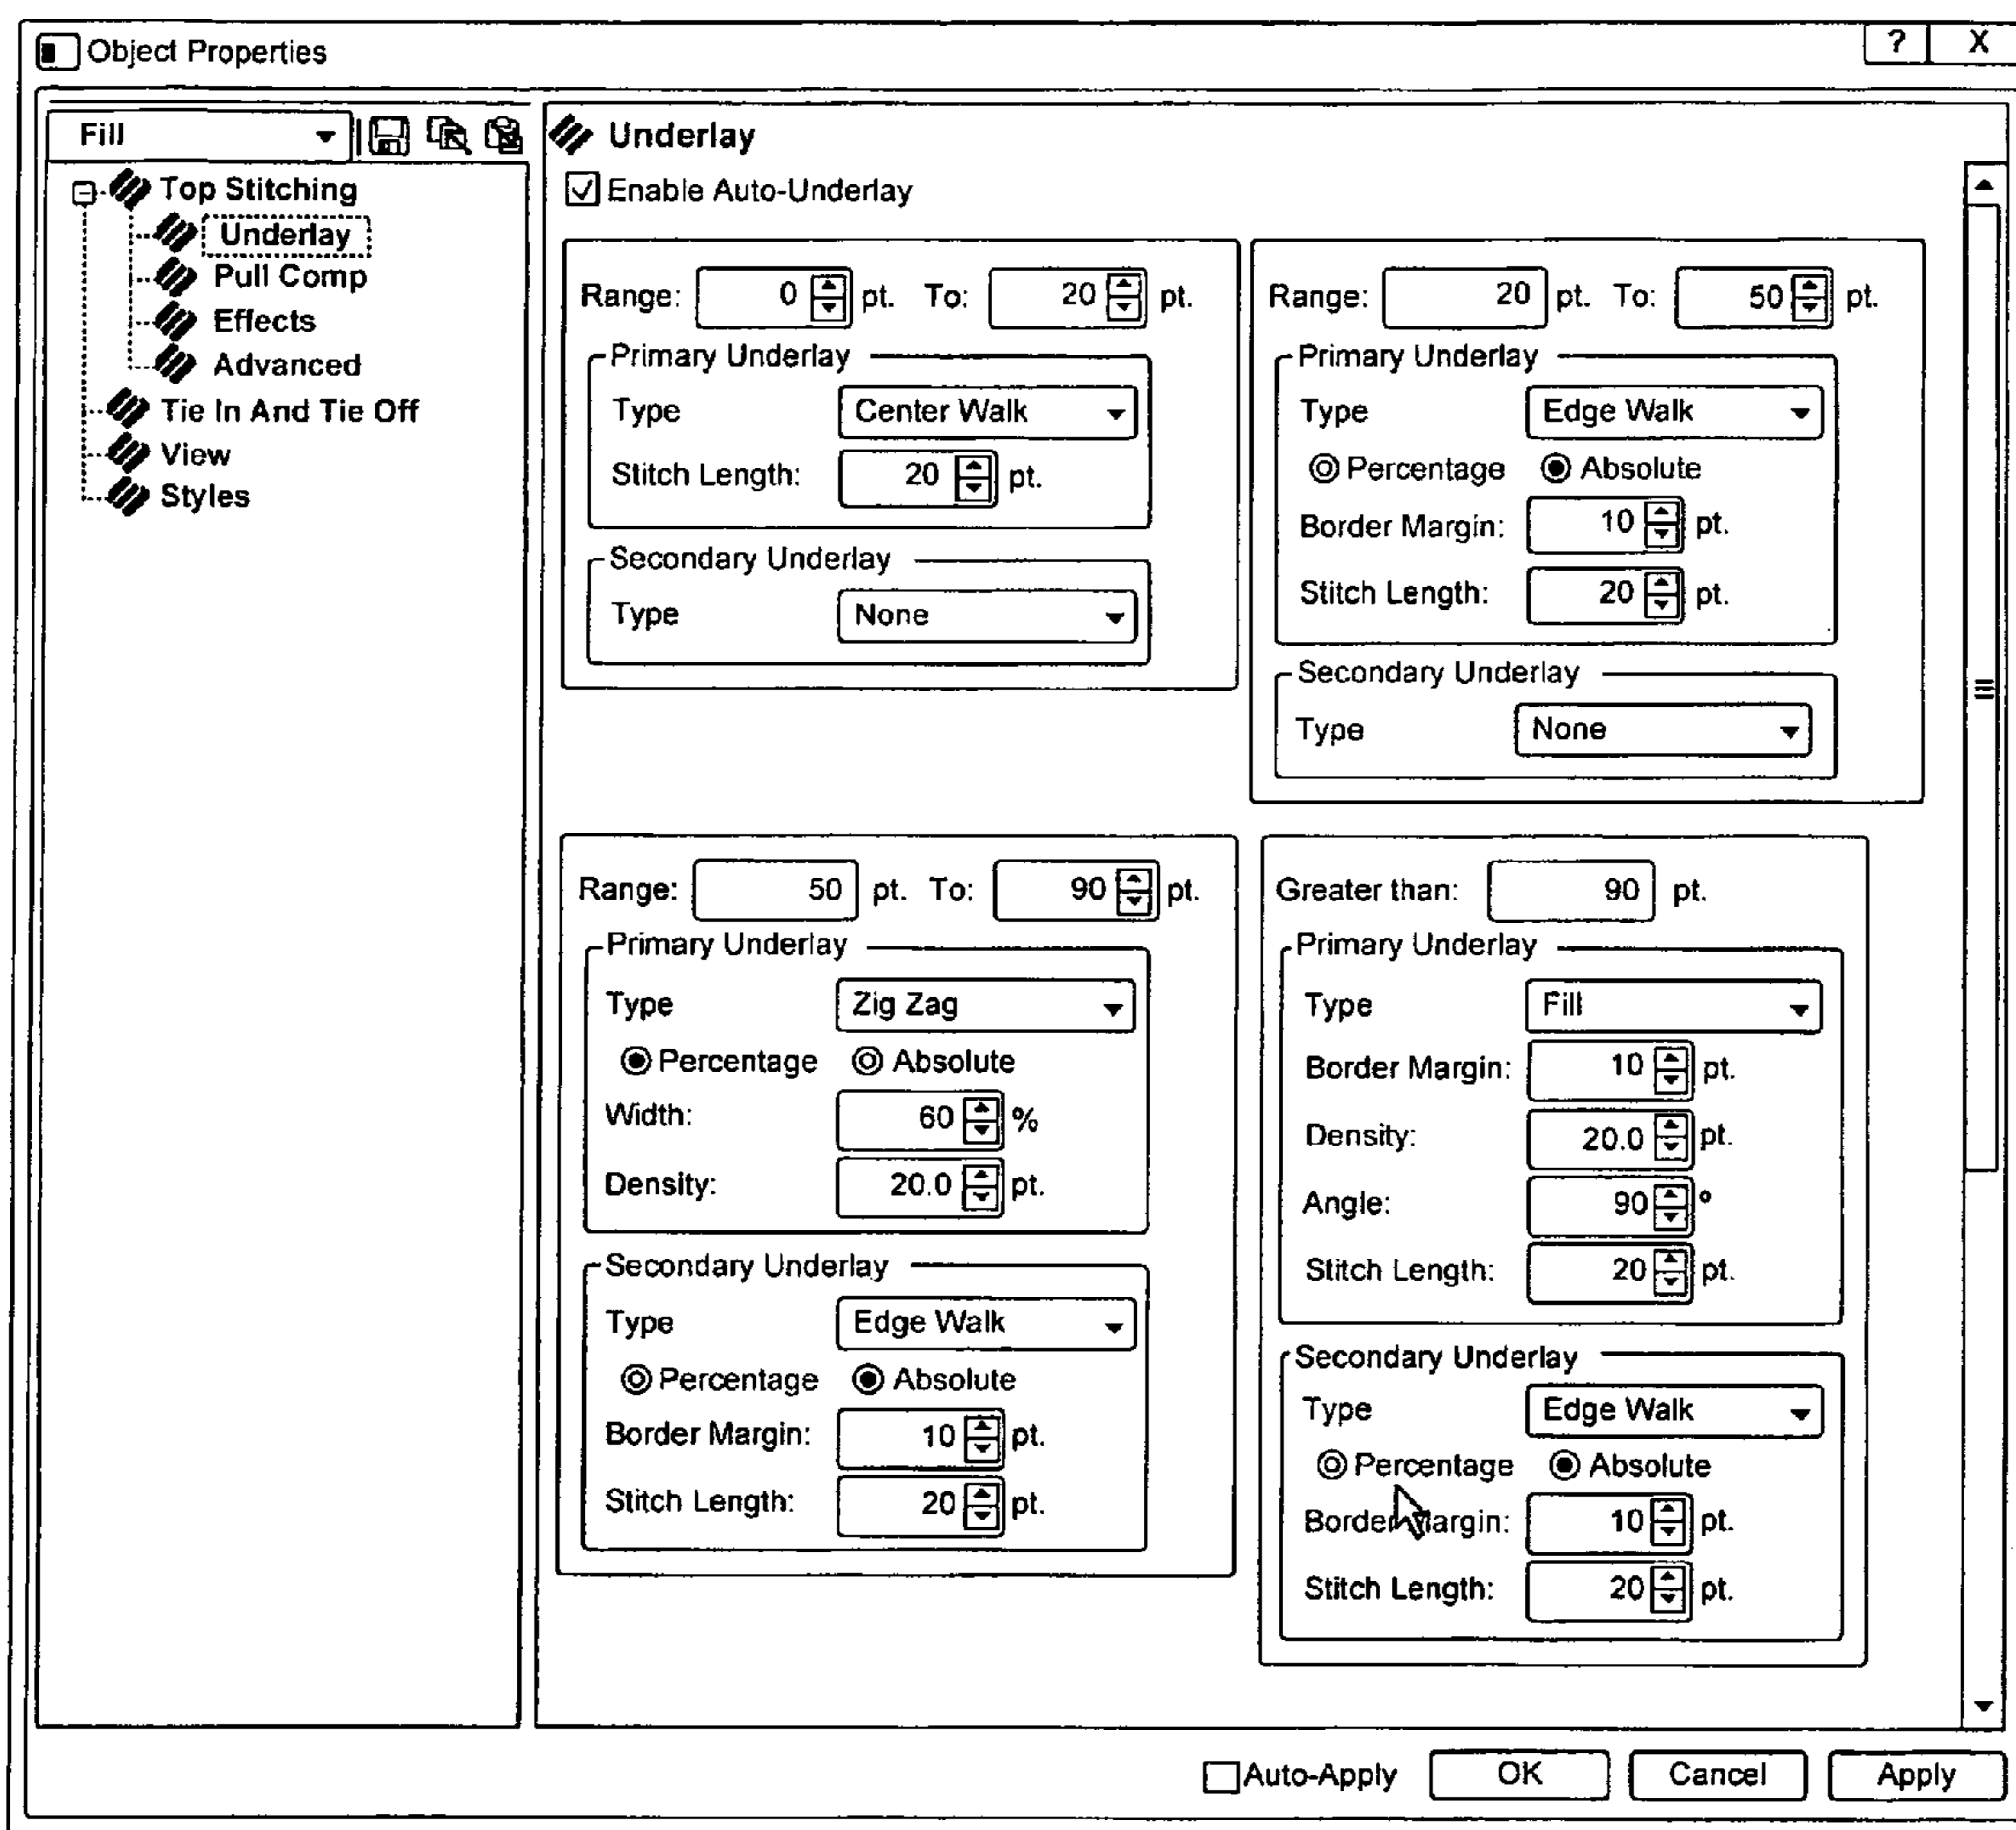 Object Properties ? X
Fill
Top Stitching
Underlay
Pull Comp
Effects
Advanced
Tie In And Tie Off
View
Styles
Underlay
Enable Auto-Underlay
Range: 0 pt. To: 20 pt.
Primary Underlay
Type Center Walk
Stitch Length: 20 pt.
Secondary Underlay
Type None
Range: 20 pt. To: 50 pt.
Primary Underlay
Type Edge Walk
Percentage Absolute
Border Margin: 10 pt.
Stitch Length: 20 pt.
Secondary Underlay
Type None
Range: 50 pt. To: 90 pt.
Primary Underlay
Type Zig Zag
Percentage Absolute
Width: 60 %
Density: 20.0 pt.
Secondary Underlay
Type Edge Walk
Percentage Absolute
Border Margin: 10 pt.
Stitch Length: 20 pt.
Greater than: 90 pt.
Primary Underlay
Type Fill
Border Margin: 10 pt.
Density: 20.0 pt.
Angle: 90 °
Stitch Length: 20 pt.
Secondary Underlay
Type Edge Walk
Percentage Absolute
Border Margin: 10 pt.
Stitch Length: 20 pt.
Auto-Apply OK Cancel Apply